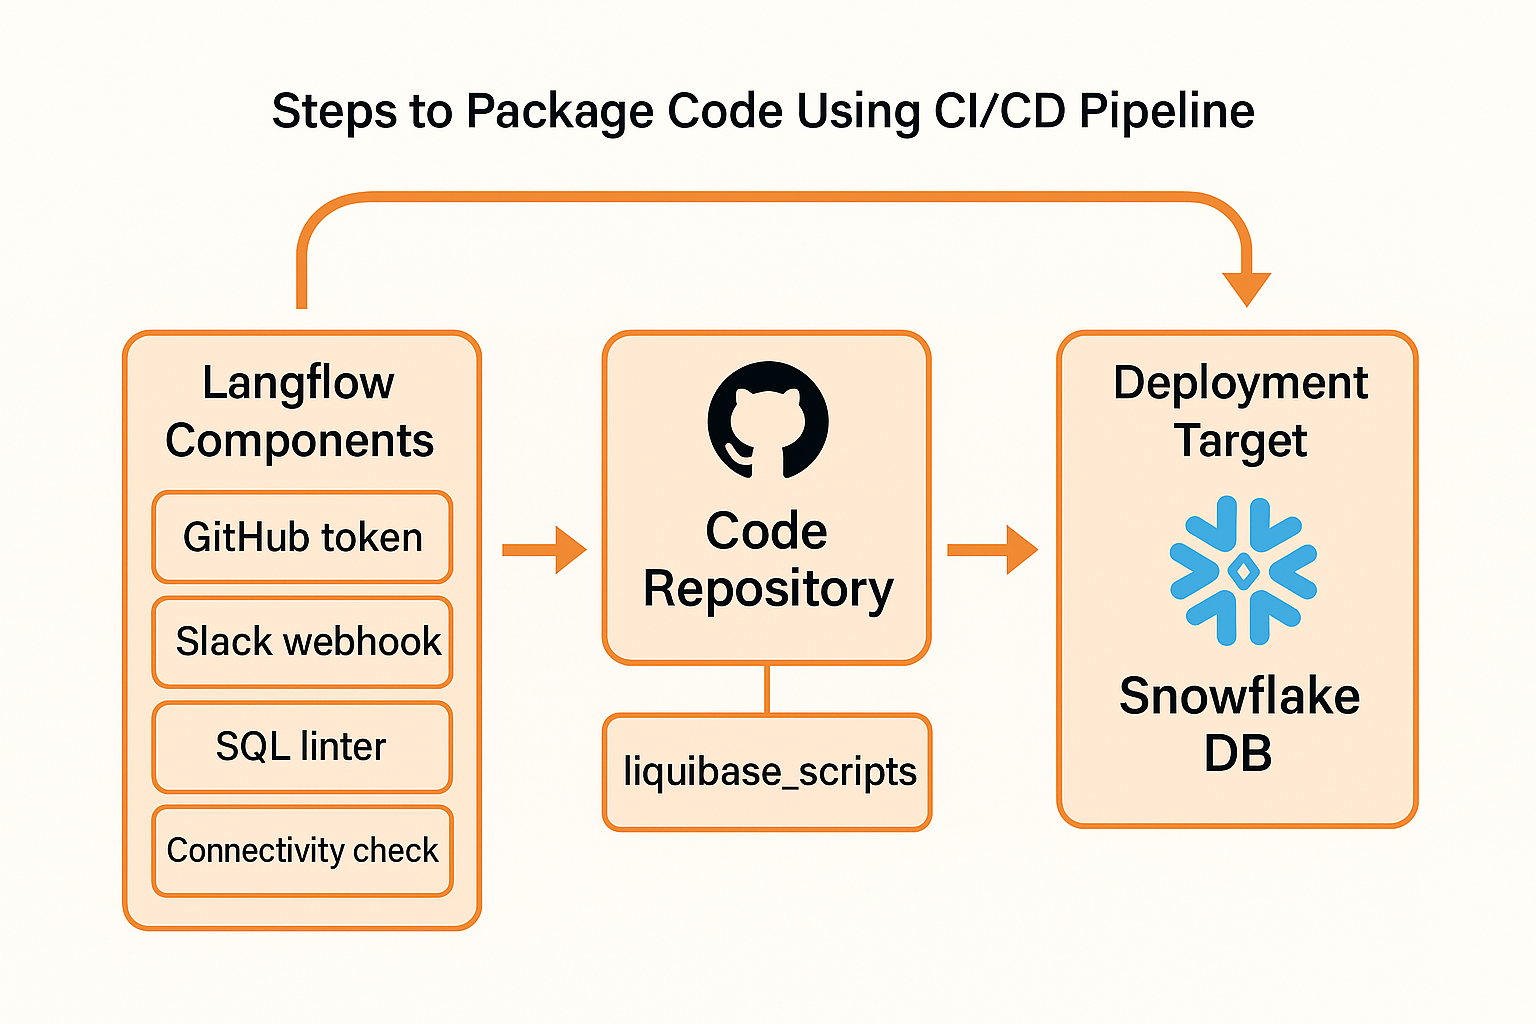 Steps to Package Code Using CI/CD Pipeline
Langflow
Components
GitHub token
Slack webhook
SQL linter
Connectivity check
Code
Repository
liquibase_scripts
Deployment
Target
Snowflake
DB